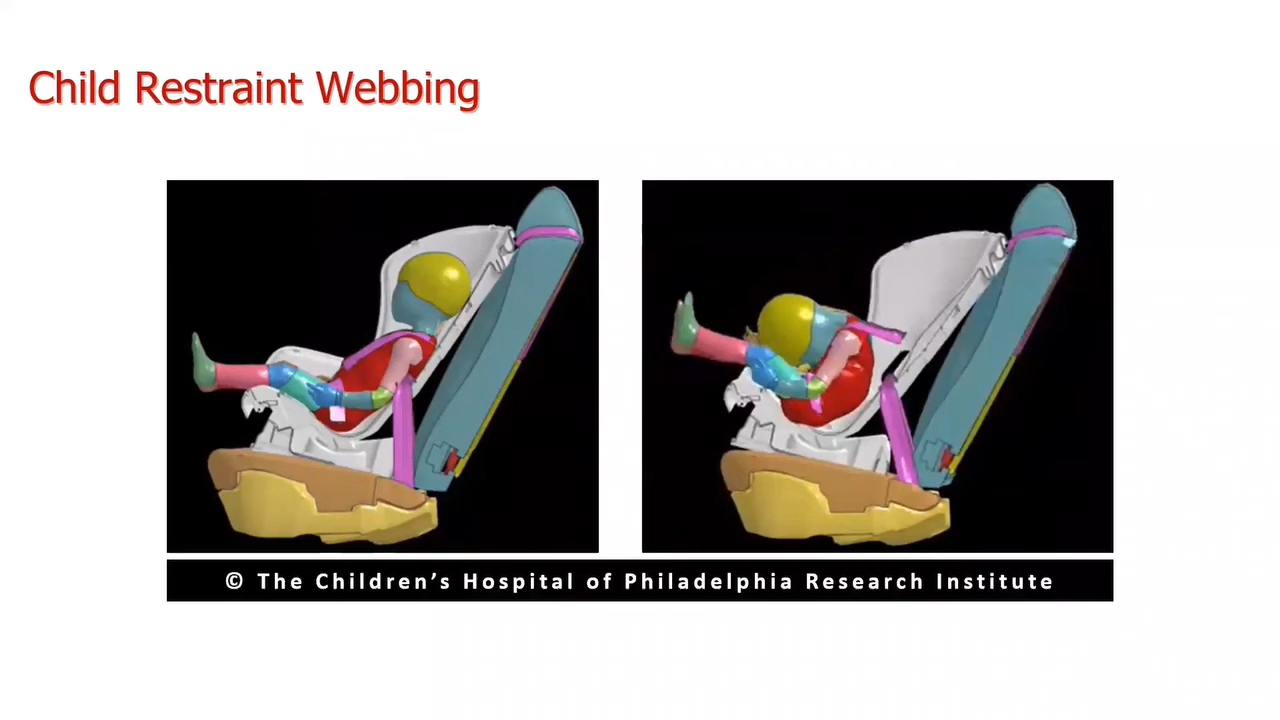 Child Restraint Webbing
© The Children’s Hospital of Philadelphia Research Institute